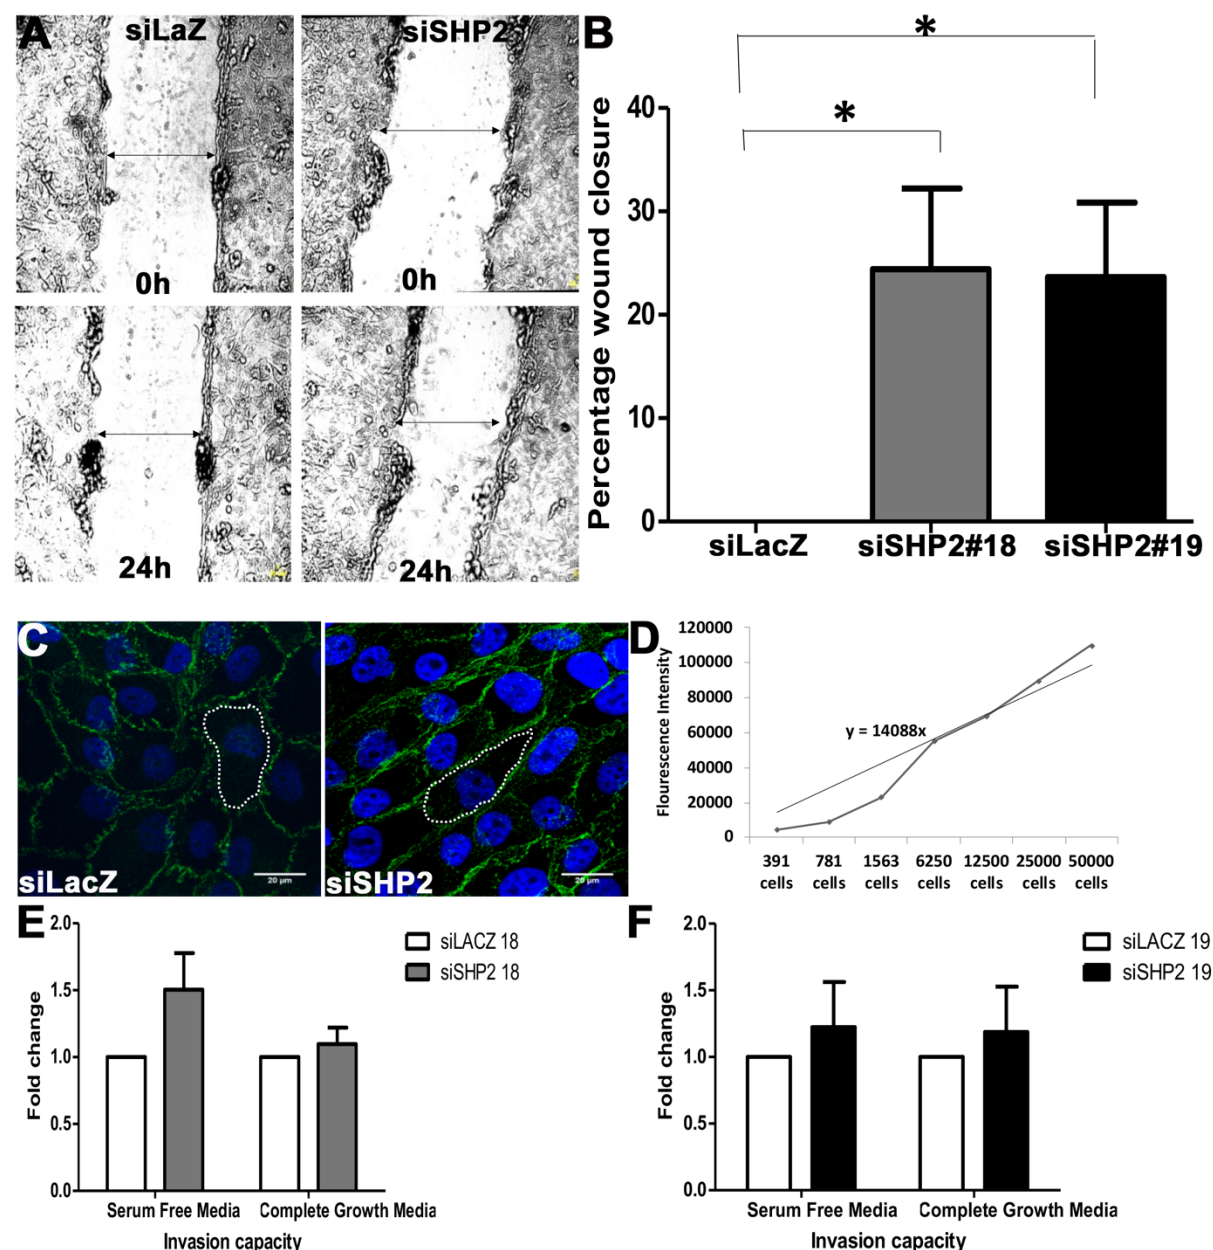 A
siLaZ
siSHP2
0h
0h
24h
24h
B
*
*
Percentage wound closure
40
30
20
10
0
siLacZ
siSHP2#18
siSHP2#19
C
siLacZ
20 µm
siSHP2
20 µm
D
Flourescence Intensity
120000
100000
80000
60000
40000
20000
0
y = 14088x
391 781 1563 6250 12500 25000 50000
cells cells cells cells cells cells cells
E
Fold change
2.0
1.5
1.0
0.5
0.0
siLACZ 18
siSHP2 18
Serum Free Media
Complete Growth Media
Invasion capacity
F
Fold change
2.0
1.5
1.0
0.5
0.0
siLACZ 19
siSHP2 19
Serum Free Media
Complete Growth Media
Invasion capacity